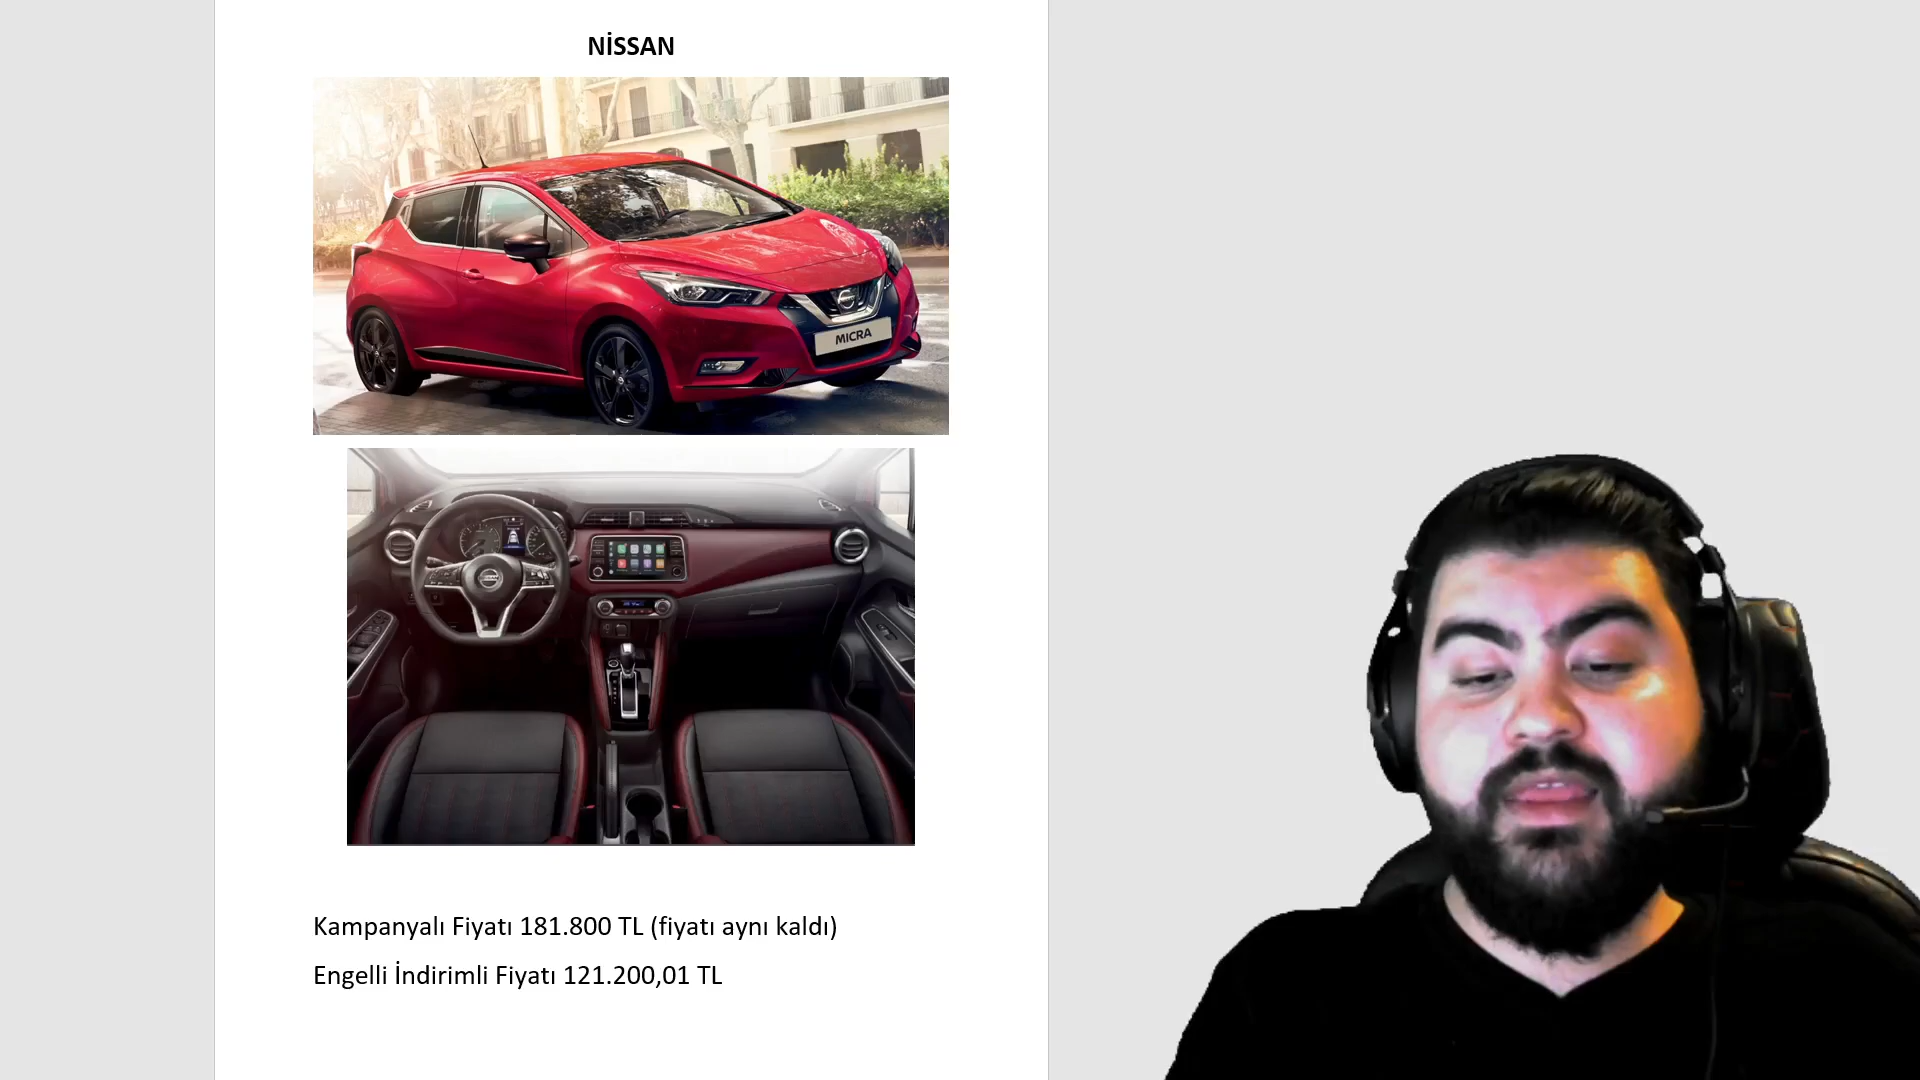 NİSSAN
MICRA
Kampanyalı Fiyatı 181.800 TL (fiyatı aynı kaldı)
Engelli İndirimli Fiyatı 121.200,01 TL